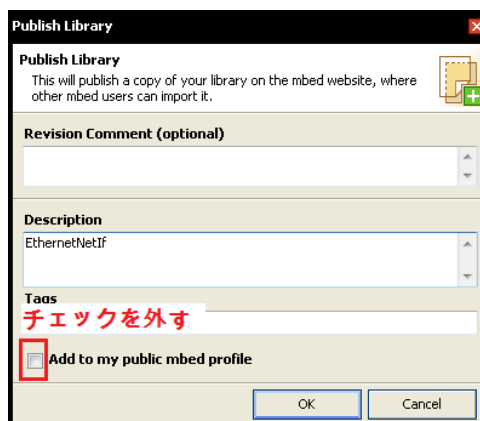 Publish Library
Publish Library
This will publish a copy of your library on the mbed website, where
other mbed users can import it.
Revision Comment (optional)
Description
EthernetNetIf
Tags
チェックを外す
Add to my public mbed profile
OK
Cancel